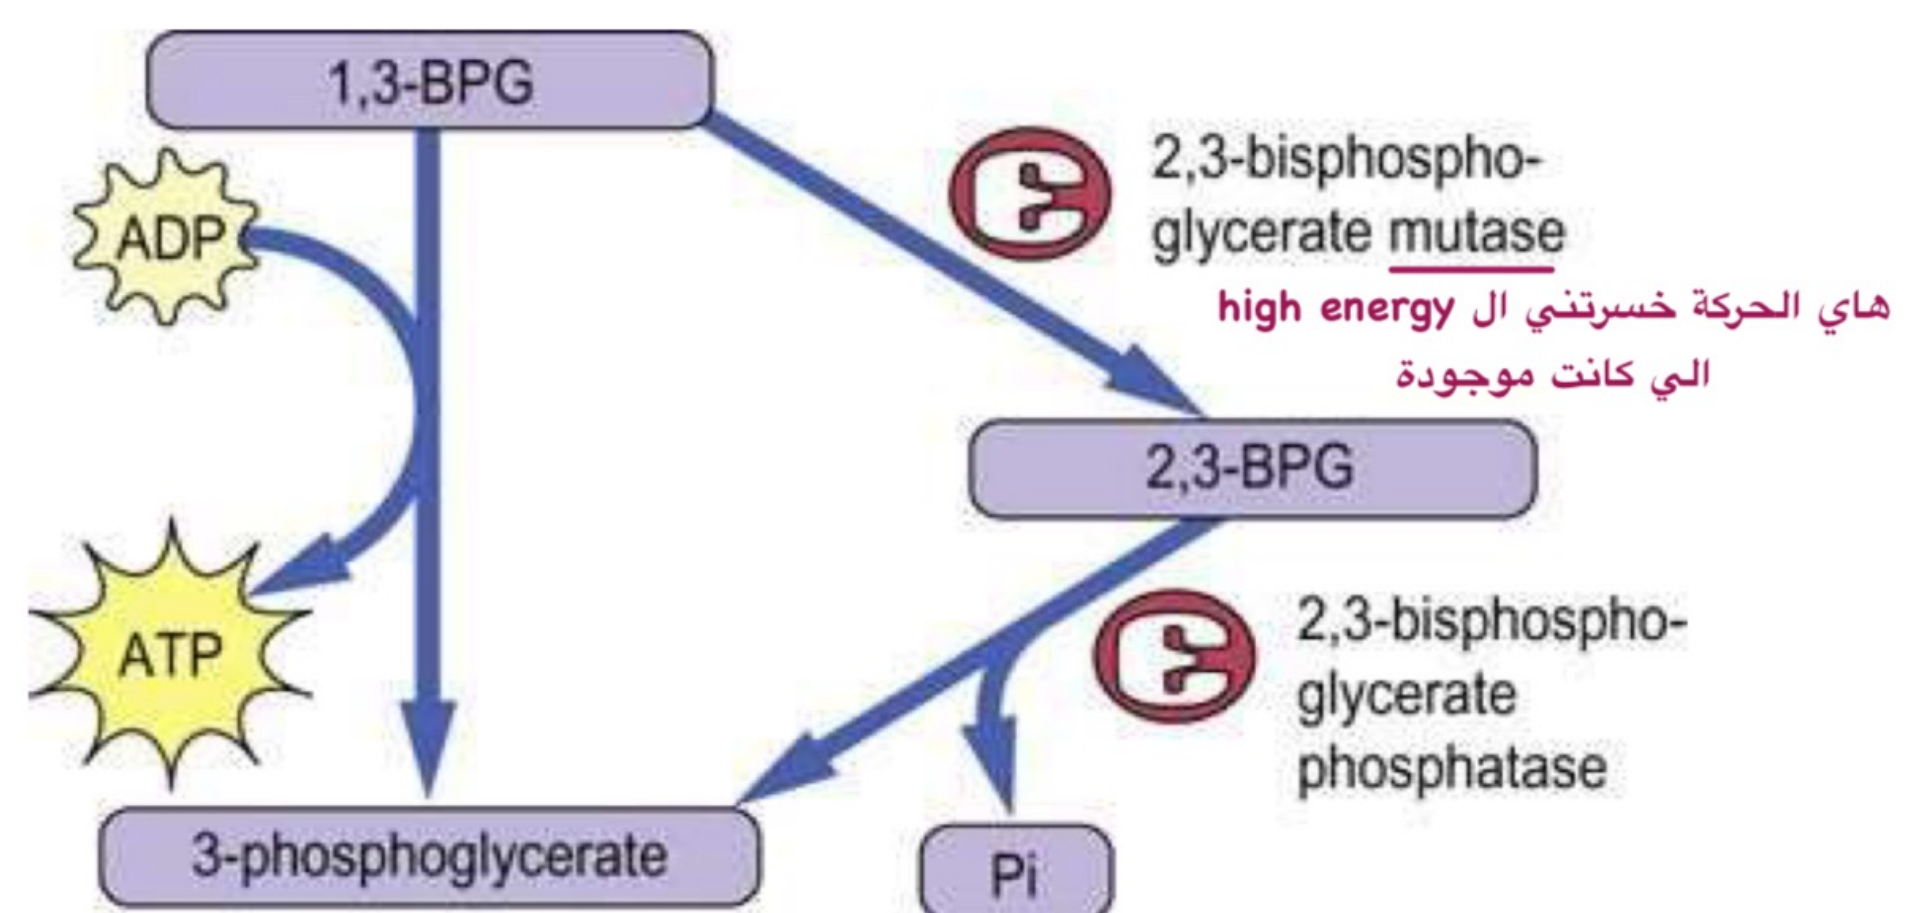 1,3-BPG
2,3-bisphospho-
glycerate mutase
هاي الحركة خسرتني ال high energy
الي كانت موجودة
ADP
2,3-BPG
ATP
2,3-bisphospho-
glycerate
phosphatase
3-phosphoglycerate
Pi